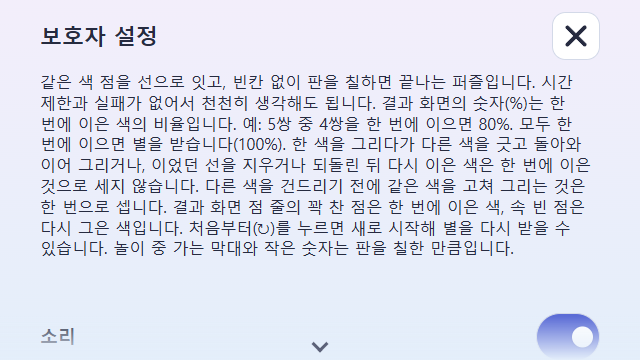 보호자 설정
같은 색 점을 선으로 잇고, 빈칸 없이 판을 칠하면 끝나는 퍼즐입니다. 시간
제한과 실패가 없어서 천천히 생각해도 됩니다. 결과 화면의 숫자(%)는 한
번에 이은 색의 비율입니다. 예: 5쌍 중 4쌍을 한 번에 이으면 80%. 모두 한
번에 이으면 별을 받습니다(100%). 한 색을 그리다가 다른 색을 긋고 돌아와
이어 그리거나, 이었던 선을 지우거나 되돌린 뒤 다시 이은 색은 한 번에 이은
것으로 세지 않습니다. 다른 색을 건드리기 전에 같은 색을 고쳐 그리는 것은
한 번으로 셉니다. 결과 화면 점 줄의 꽉 찬 점은 한 번에 이은 색, 속 빈 점은
다시 그은 색입니다. 처음부터(↻)를 누르면 새로 시작해 별을 다시 받을 수
있습니다. 놀이 중 가는 막대와 작은 숫자는 판을 칠한 만큼입니다.
소리